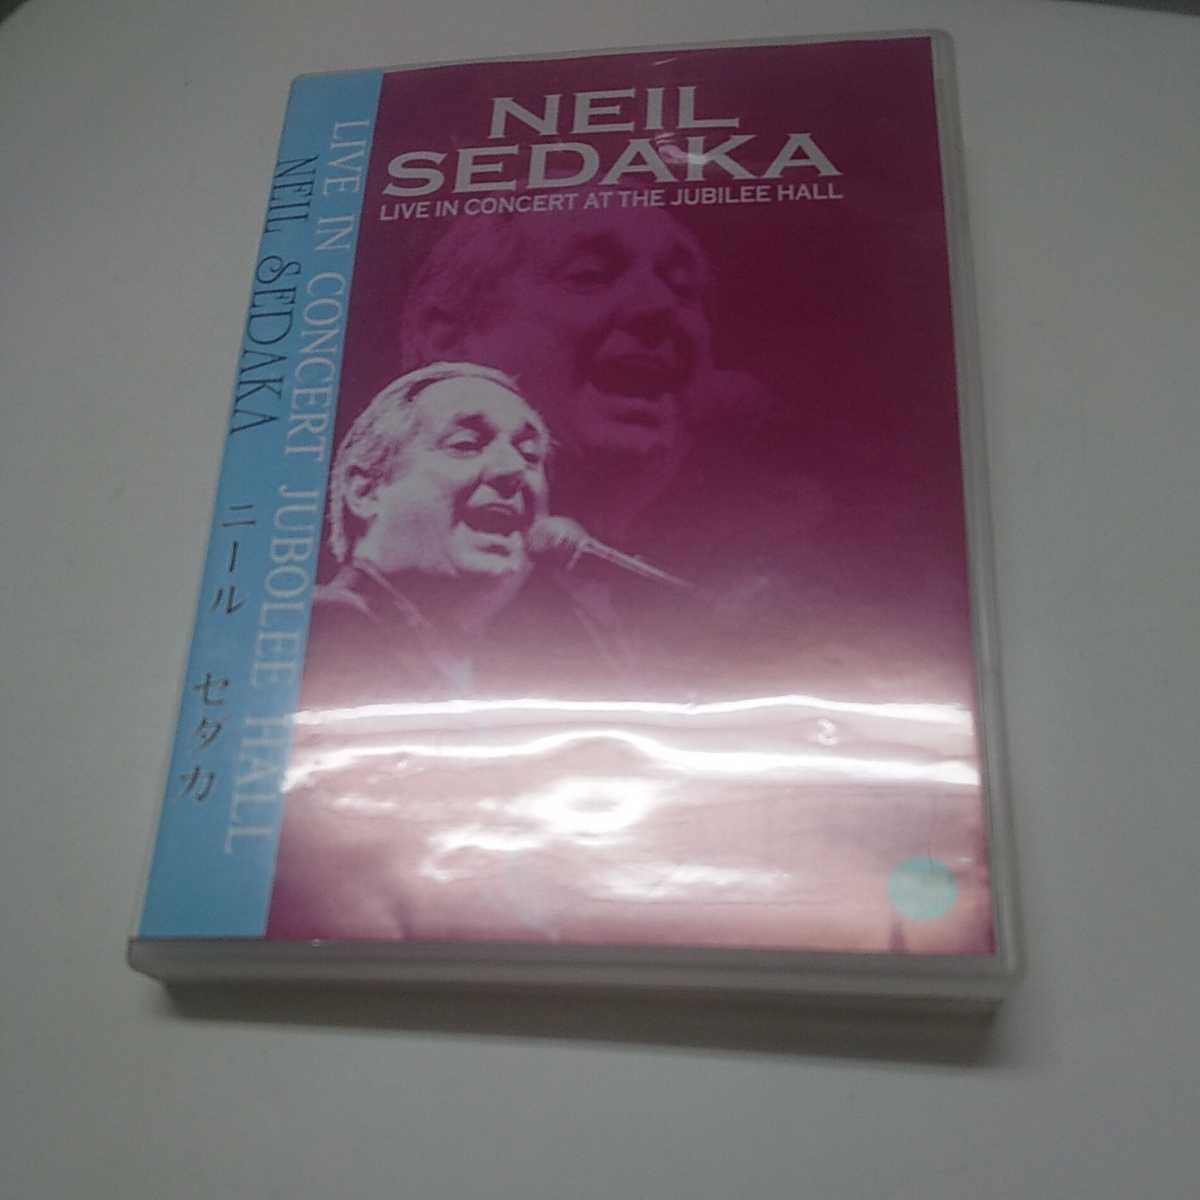 NEIL
SEDAKA
LIVE IN CONCERT AT THE JUBILEE HALL
LIVE IN CONCERT JUBOLEE HALL
NEIL SEDAKA ニール セダカ